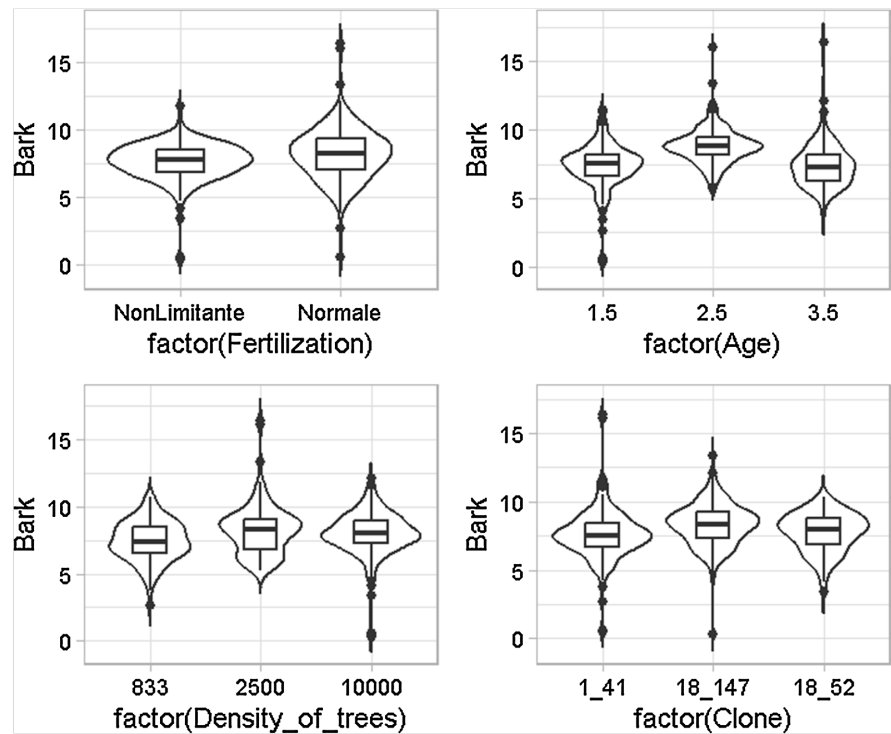 Bark
15
10
5
0
NonLimitante Normale
factor(Fertilization)
Bark
15
10
5
0
1.5 2.5 3.5
factor(Age)
Bark
15
10
5
0
833 2500 10000
factor(Density_of_trees)
Bark
15
10
5
0
1_41 18_147 18_52
factor(Clone)